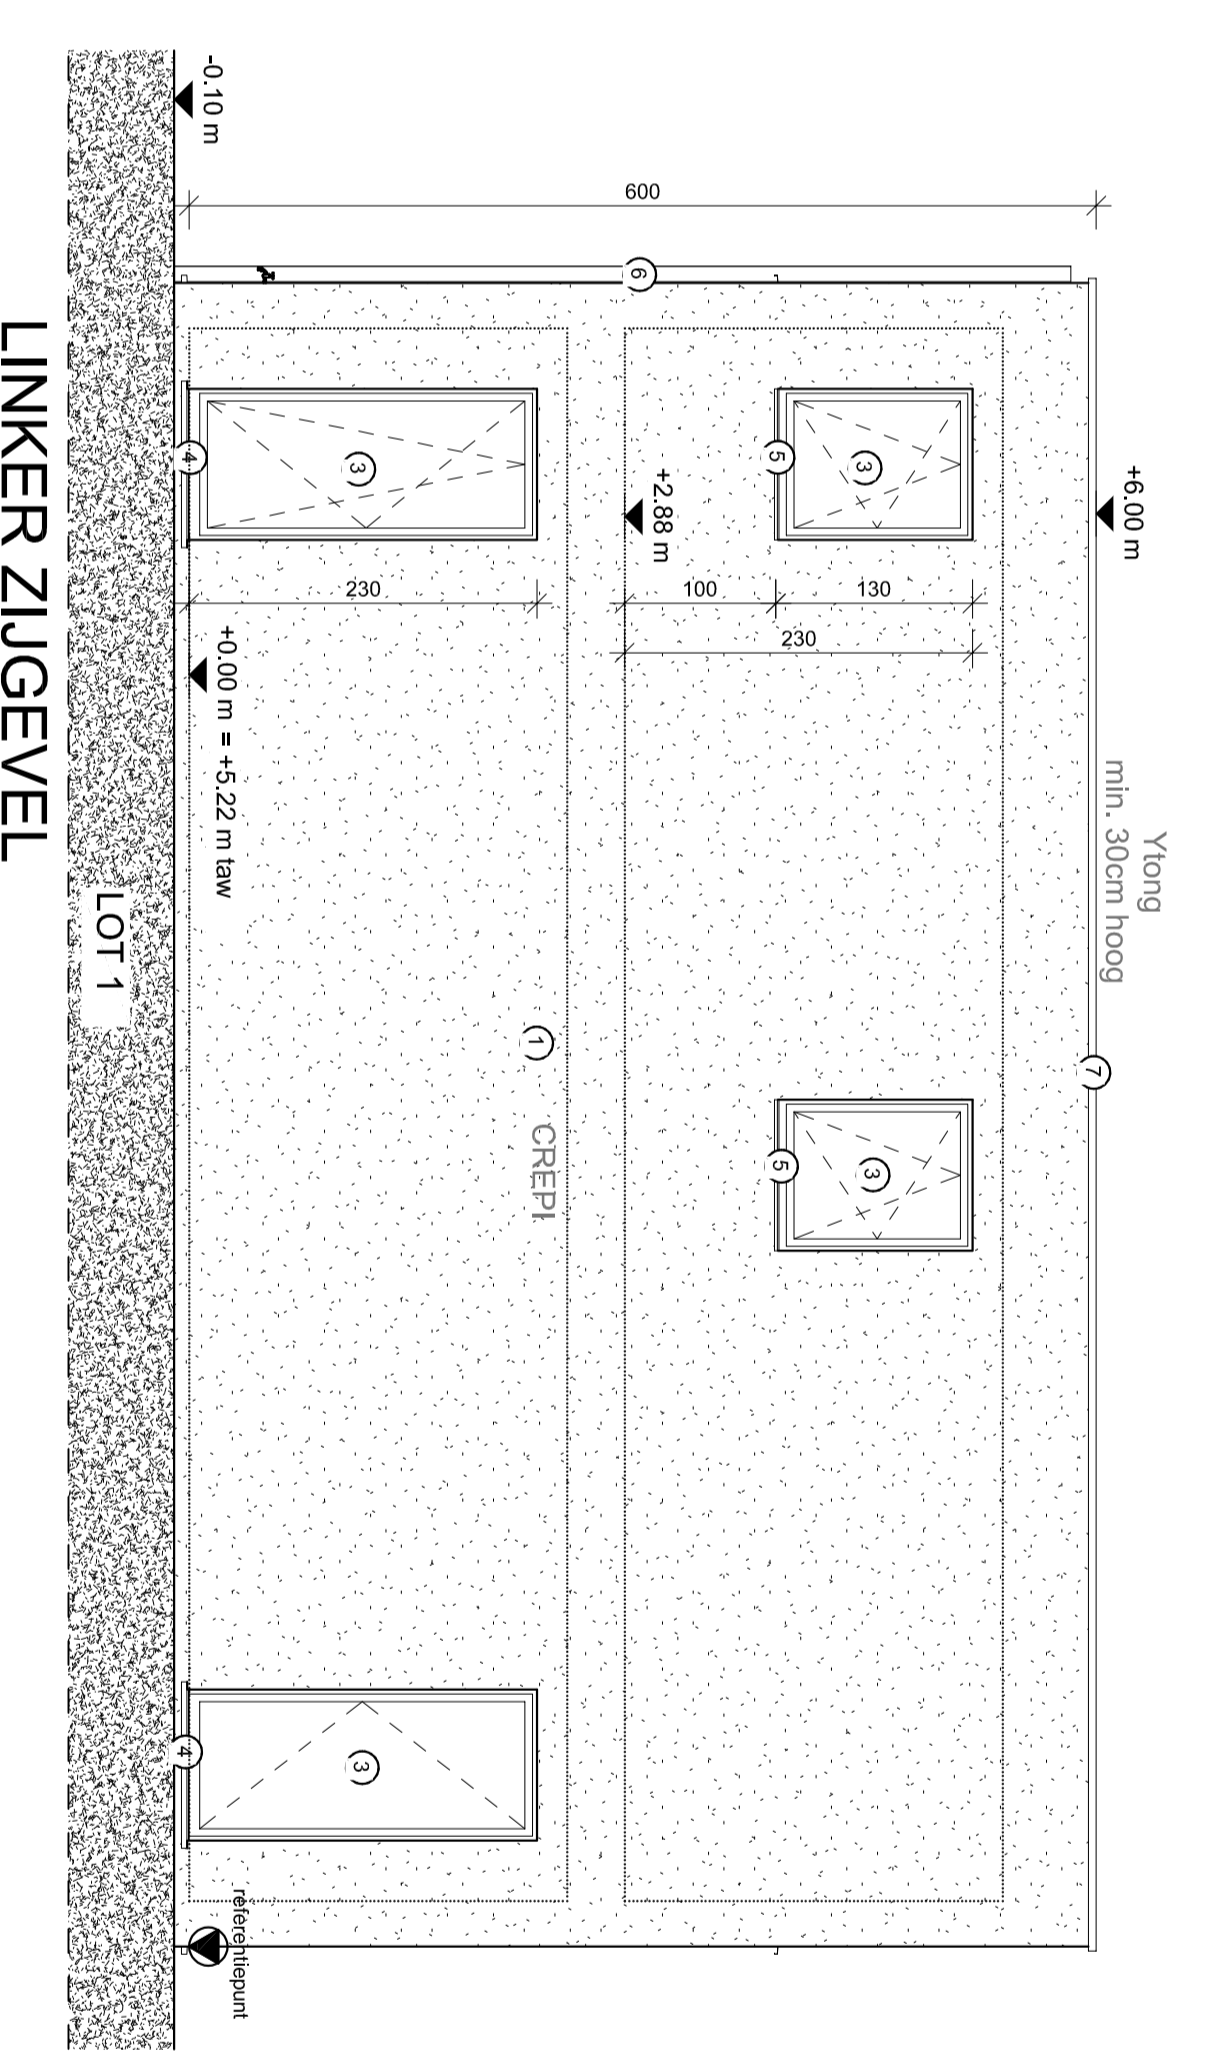 Ytong
min. 30cm hoog
+6.00 m
7
600
6
3
5
3
5
130
100
230
+2.88 m
1
CREPI
3
4
230
3
4
+0.00 m = +5.22 m taw
-0.10 m
referentiepunt
LOT 1
LINKER ZIJGEVEL